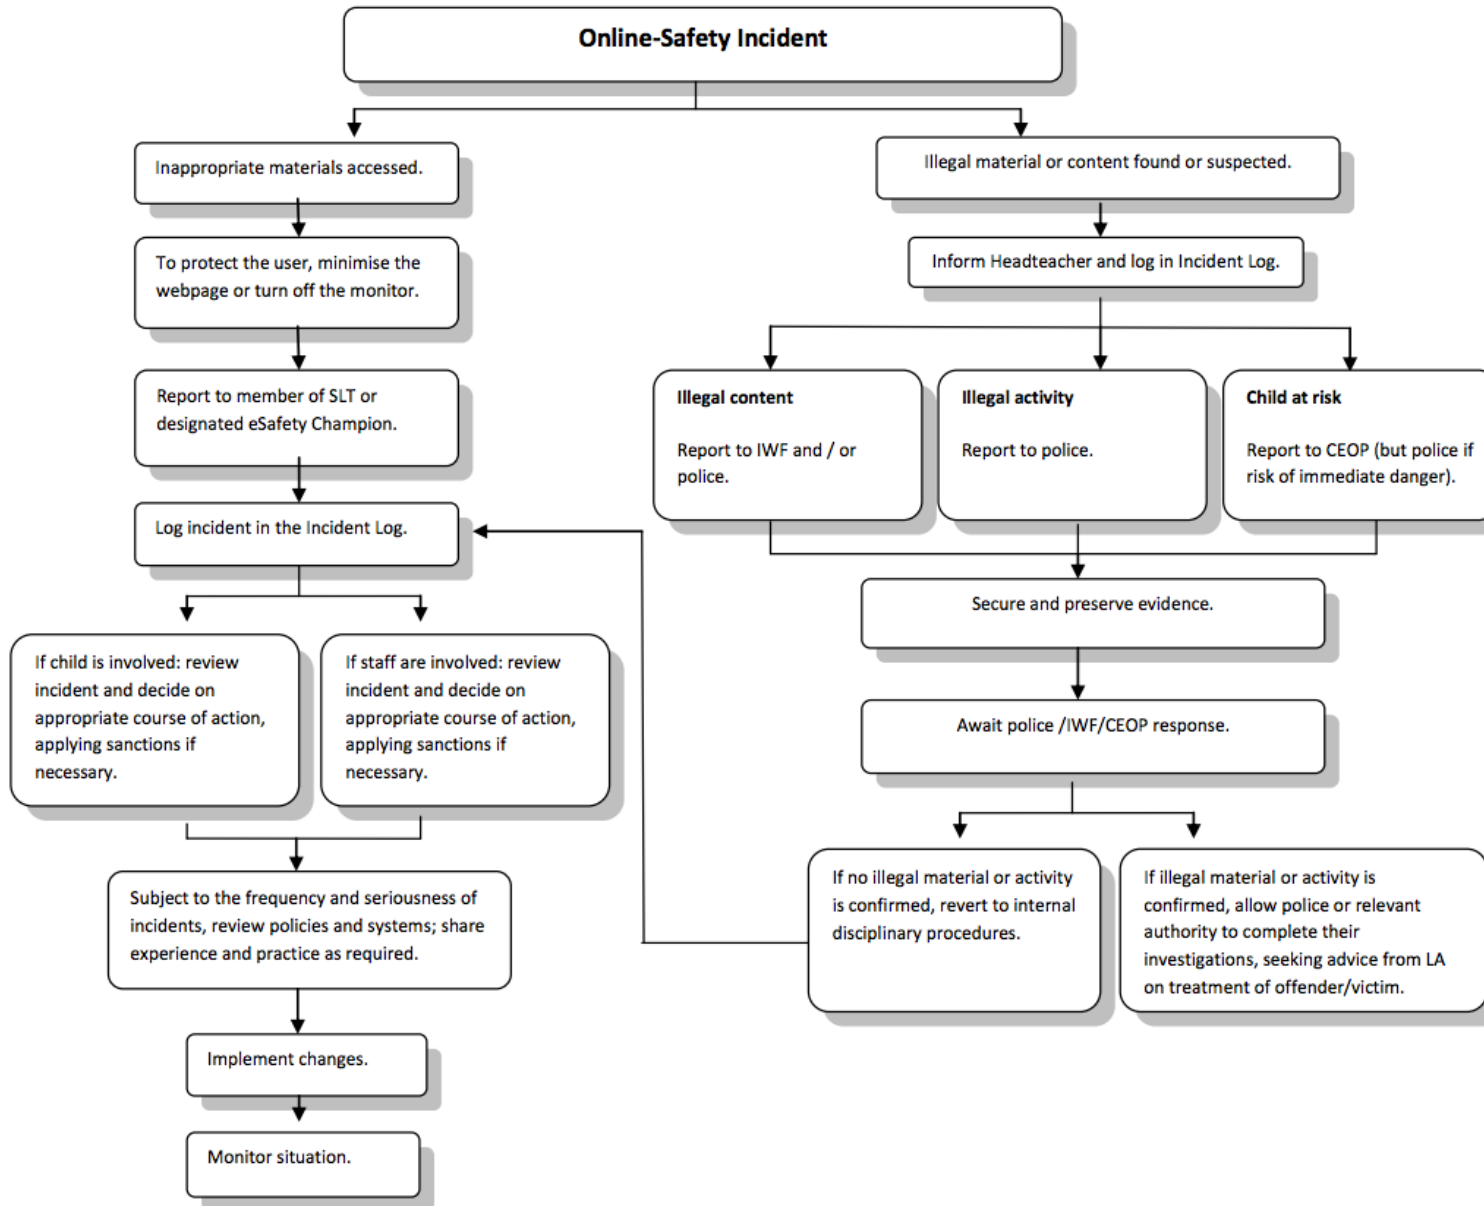 Online-Safety Incident
Inappropriate materials accessed.
Illegal material or content found or suspected.
To protect the user, minimise the
webpage or turn off the monitor.
Inform Headteacher and log in Incident Log.
Report to member of SLT or
designated eSafety Champion.
Illegal content
Report to IWF and / or
police.
Illegal activity
Report to police.
Child at risk
Report to CEOP (but police if
risk of immediate danger).
Log incident in the Incident Log.
Secure and preserve evidence.
If child is involved: review
incident and decide on
appropriate course of action,
applying sanctions if
necessary.
If staff are involved: review
incident and decide on
appropriate course of action,
applying sanctions if
necessary.
Await police /IWF/CEOP response.
Subject to the frequency and seriousness of
incidents, review policies and systems; share
experience and practice as required.
If no illegal material or activity
is confirmed, revert to internal
disciplinary procedures.
If illegal material or activity is
confirmed, allow police or relevant
authority to complete their
investigations, seeking advice from LA
on treatment of offender/victim.
Implement changes.
Monitor situation.